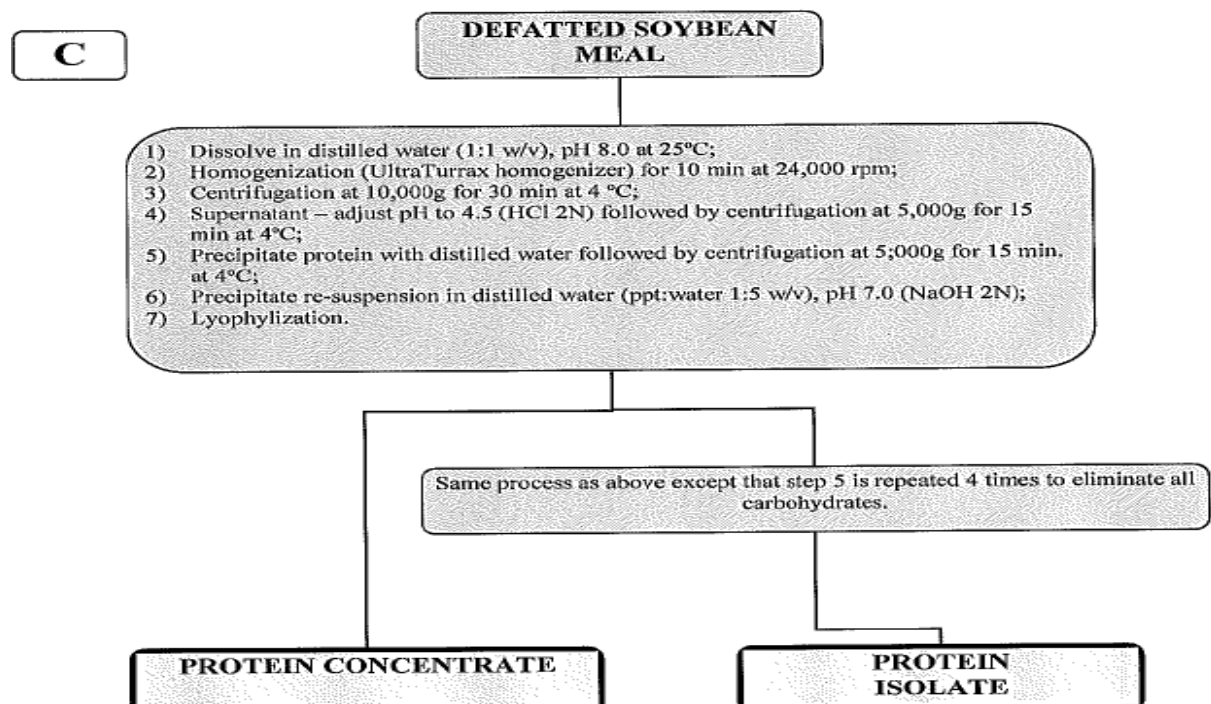 C
DEFATTED SOYBEAN
MEAL
1) Dissolve in distilled water (1:1 w/v), pH 8.0 at 25ºC;
2) Homogenization (UltraTurrax homogenizer) for 10 min at 24,000 rpm;
3) Centrifugation at 10,000g for 30 min at 4 ºC;
4) Supernatant – adjust pH to 4.5 (HCl 2N) followed by centrifugation at 5,000g for 15
min at 4ºC;
5) Precipitate protein with distilled water followed by centrifugation at 5;000g for 15 min.
at 4ºC;
6) Precipitate re-suspension in distilled water (ppt:water 1:5 w/v), pH 7.0 (NaOH 2N);
7) Lyophylization.
Same process as above except that step 5 is repeated 4 times to eliminate all
carbohydrates.
PROTEIN CONCENTRATE
PROTEIN
ISOLATE